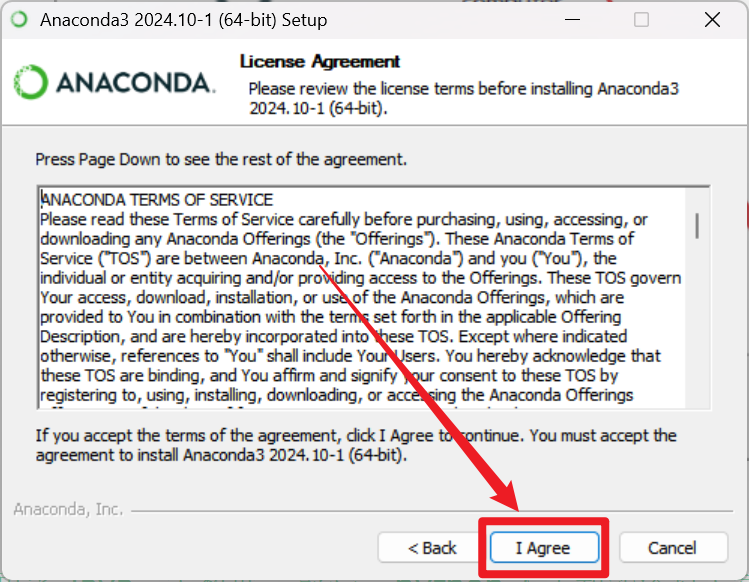 Anaconda3 2024.10-1 (64-bit) Setup
License Agreement
ANACONDA.
Please review the license terms before installing Anaconda3
2024.10-1 (64-bit).
Press Page Down to see the rest of the agreement.
ANACONDA TERMS OF SERVICE
Please read these Terms of Service carefully before purchasing, using, accessing, or
downloading any Anaconda Offerings (the "Offerings"). These Anaconda Terms of
Service ("TOS") are between Anaconda, Inc. ("Anaconda") and you ("You"), the
individual or entity acquiring and/or providing access to the Offerings. These TOS govern
Your access, download, installation, or use of the Anaconda Offerings, which are
provided to You in combination with the terms set forth in the applicable Offering
Description, and are hereby incorporated into these TOS. Except where indicated
otherwise, references to "You" shall include Your Users. You hereby acknowledge that
these TOS are binding, and You affirm and signify your consent to these TOS by
registering to, using, installing, downloading, or accessing the Anaconda Offerings
If you accept the terms of the agreement, click I Agree to continue. You must accept the
agreement to install Anaconda3 2024.10-1 (64-bit).
Anaconda, Inc.
< Back
I Agree
Cancel